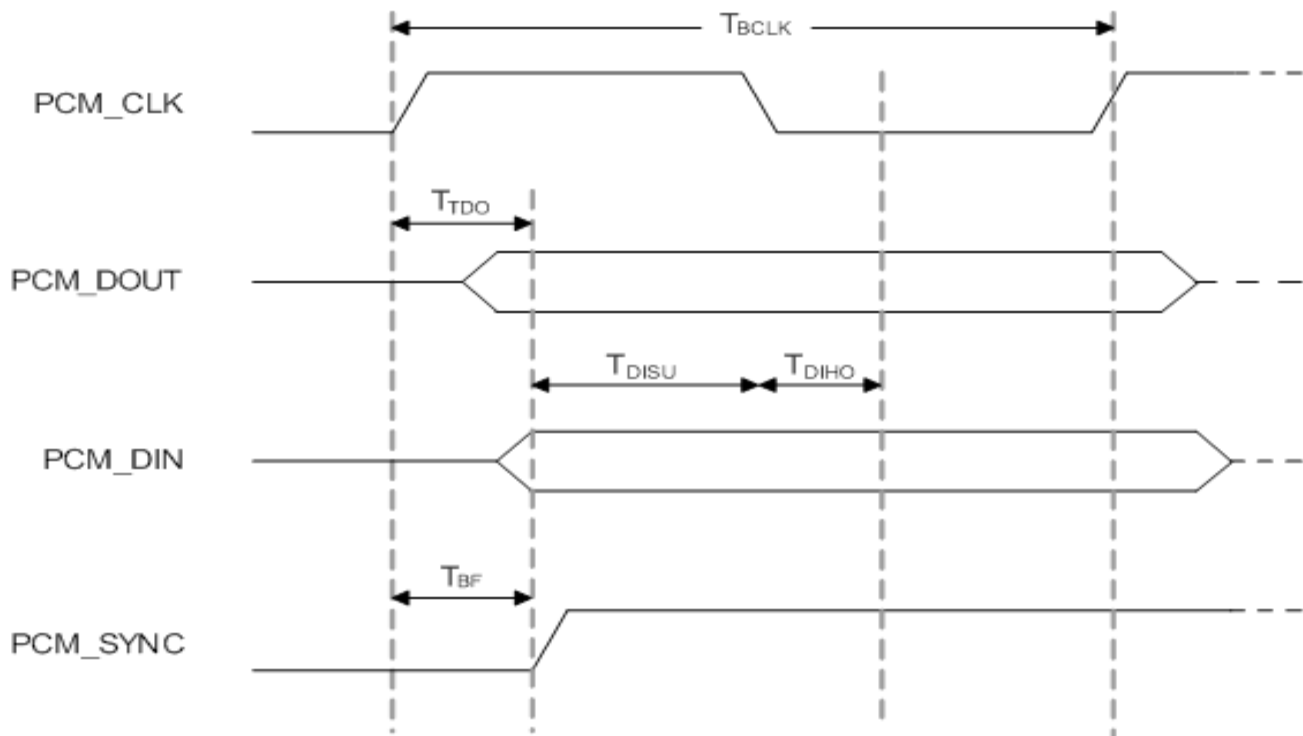 TBCLK
PCM_CLK
TTDO
PCM_DOUT
TDISU
TDIHO
PCM_DIN
TBF
PCM_SYNC